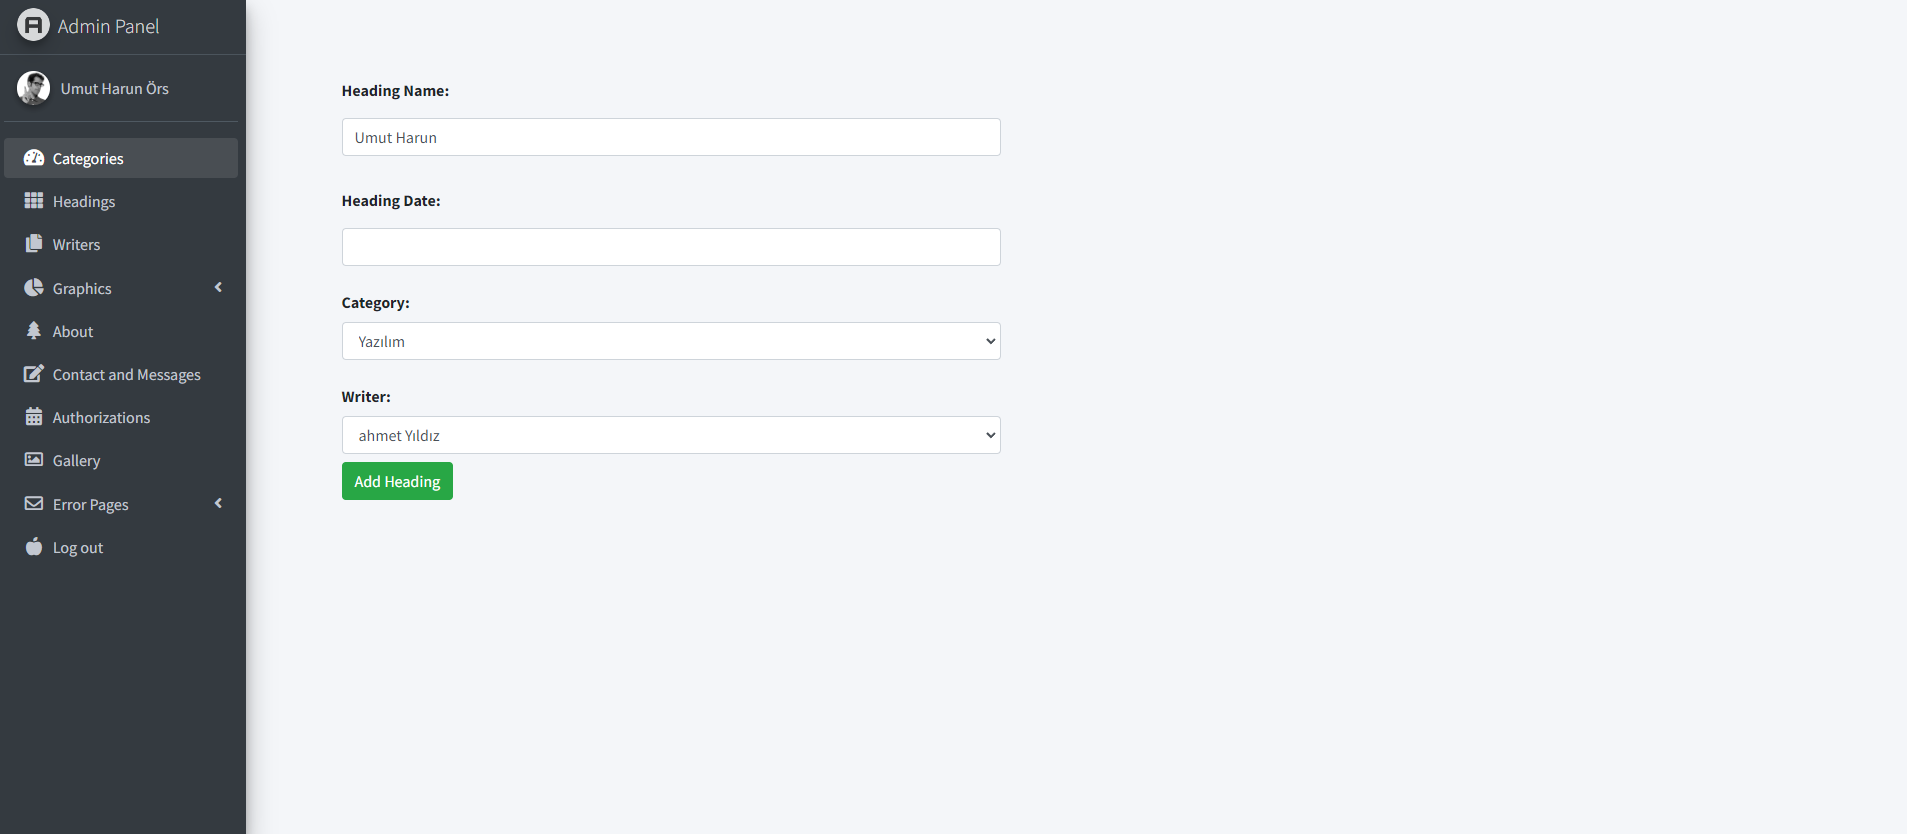 Admin Panel
Umut Harun Örs
Categories
Headings
Writers
Graphics
About
Contact and Messages
Authorizations
Gallery
Error Pages
Log out
Heading Name:
Umut Harun
Heading Date:
Category:
Yazılım
Writer:
ahmet Yıldız
Add Heading